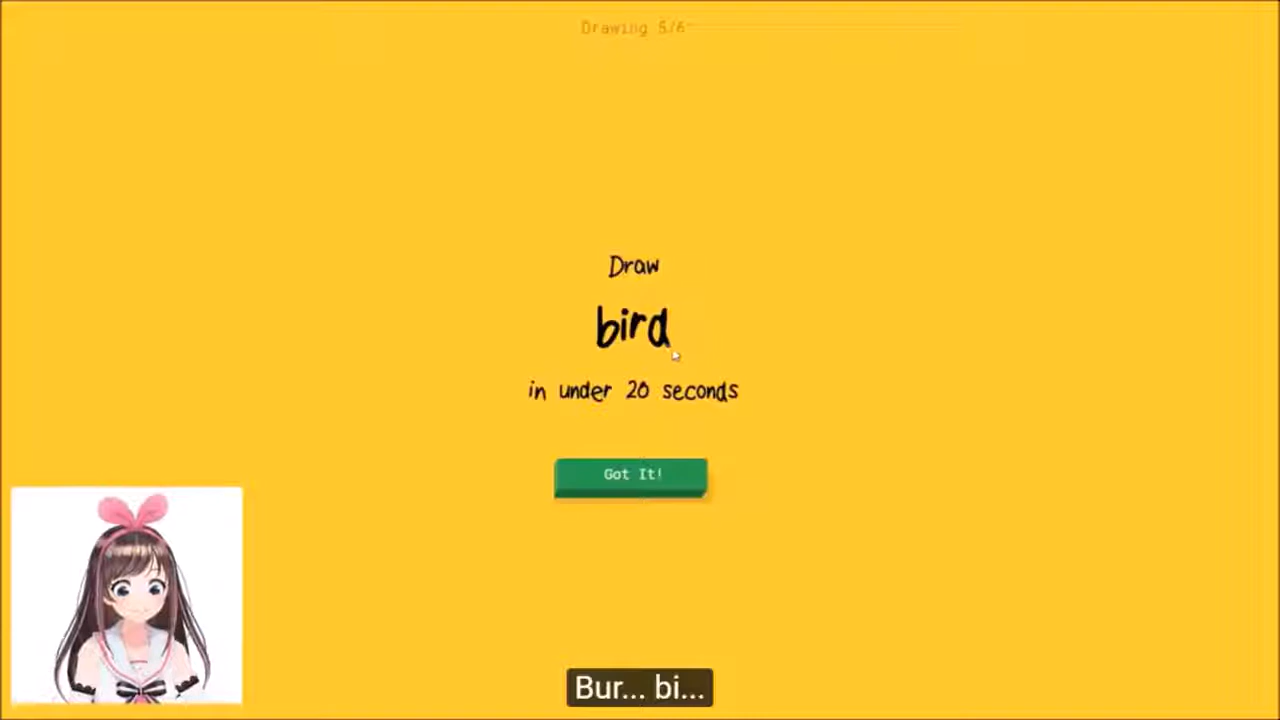 Drawing 5/6
Draw
bird
in under 20 seconds
Got It!
Bur... bi...